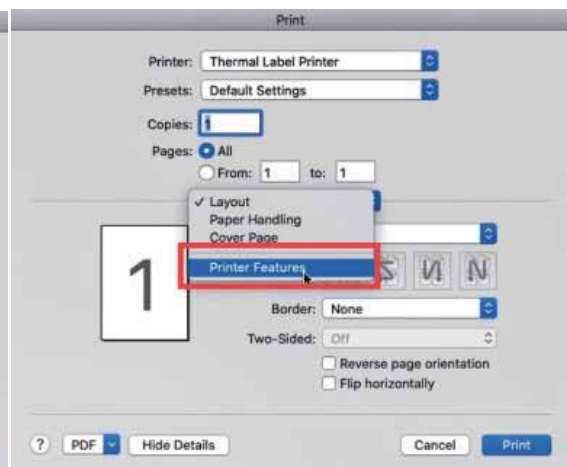 Print
Printer: Thermal Label Printer
Presets: Default Settings
Copies: 1
Pages: All
From: 1 to: 1
✓ Layout
Paper Handling
Cover Page
Printer Features
1
Border: None
Two-Sided: Off
Reverse page orientation
Flip horizontally
? PDF Hide Details Cancel Print